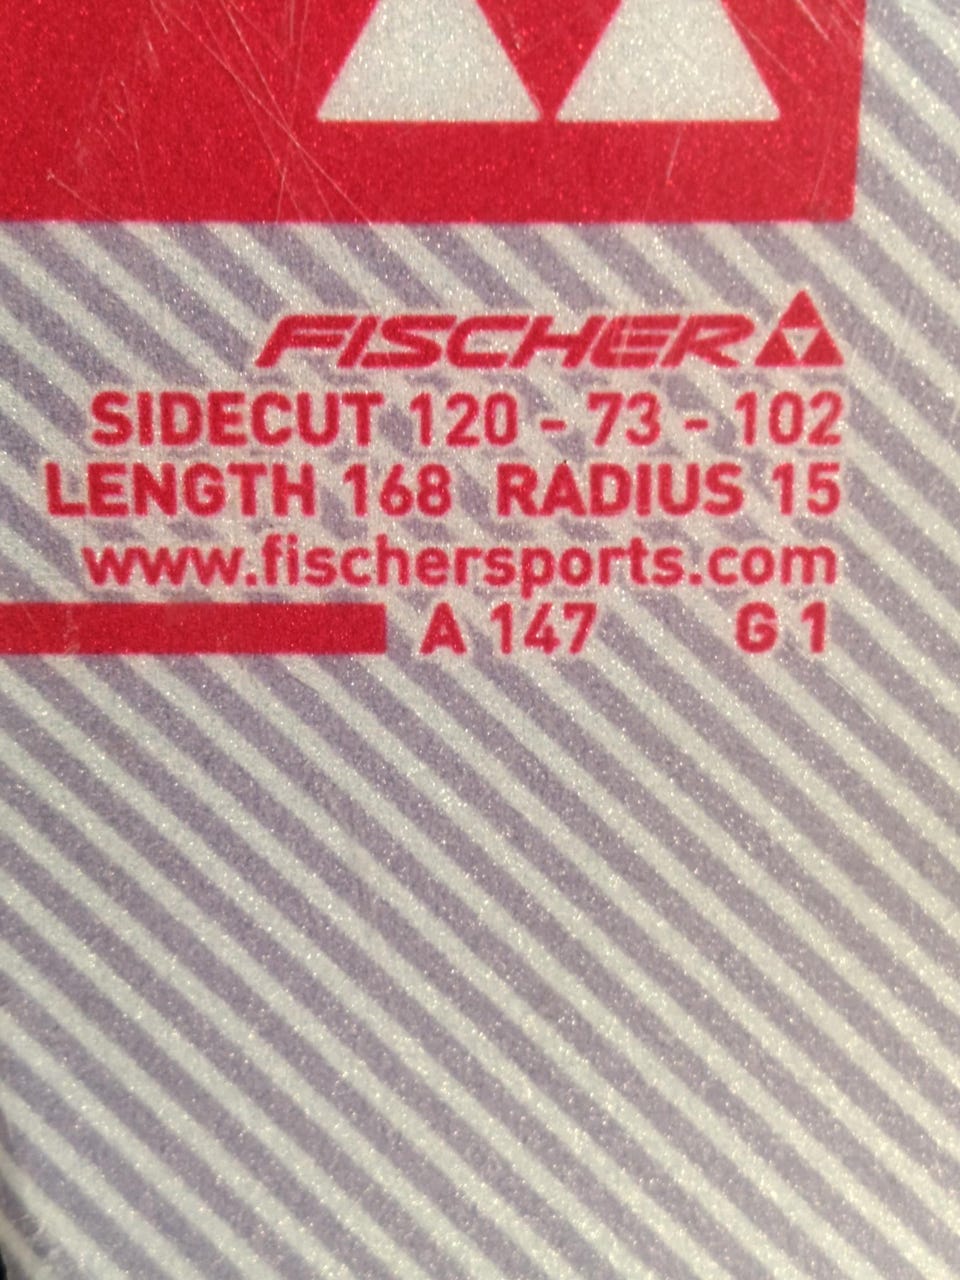 FISCHER
SIDECUT 120 - 73 - 102
LENGTH 168 RADIUS 15
www.fischersports.com
A 147 G 1